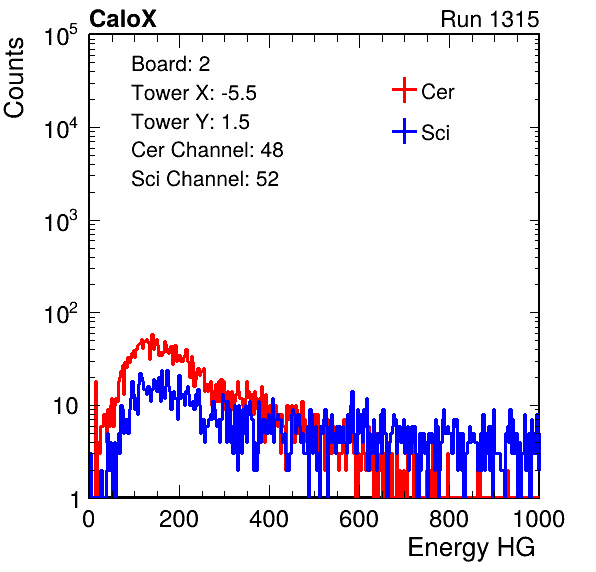 CaloX Run 1315
Counts
Board: 2
Tower X: -5.5
Tower Y: 1.5
Cer Channel: 48
Sci Channel: 52
Cer
Sci
10^5
10^4
10^3
10^2
10
1
0 200 400 600 800 1000
Energy HG